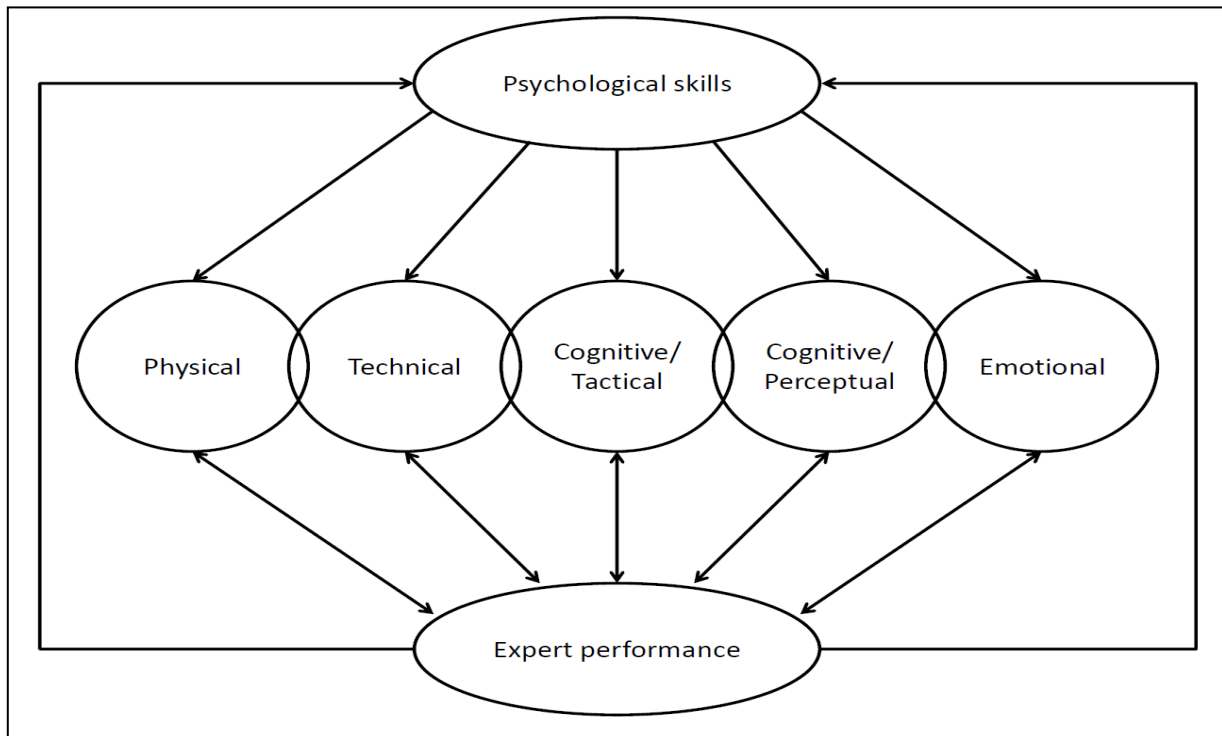 Psychological skills
Physical
Technical
Cognitive/
Tactical
Cognitive/
Perceptual
Emotional
Expert performance